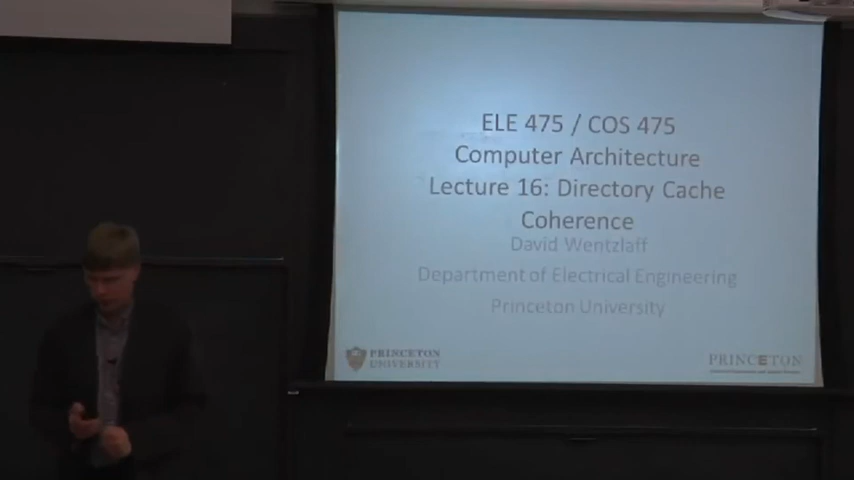 ELE 475 / COS 475
Computer Architecture
Lecture 16: Directory Cache
Coherence
David Wentzlaff
Department of Electrical Engineering
Princeton University
PRINCETON
UNIVERSITY
PRINCETON